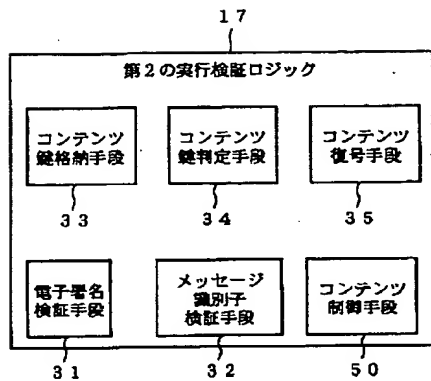 17
第2の実行検証ロジック
コンテンツ
鍵格納手段
コンテンツ
鍵判定手段
コンテンツ
復号手段
33
34
35
電子署名
検証手段
メッセージ
識別子
検証手段
コンテンツ
制御手段
31
32
50